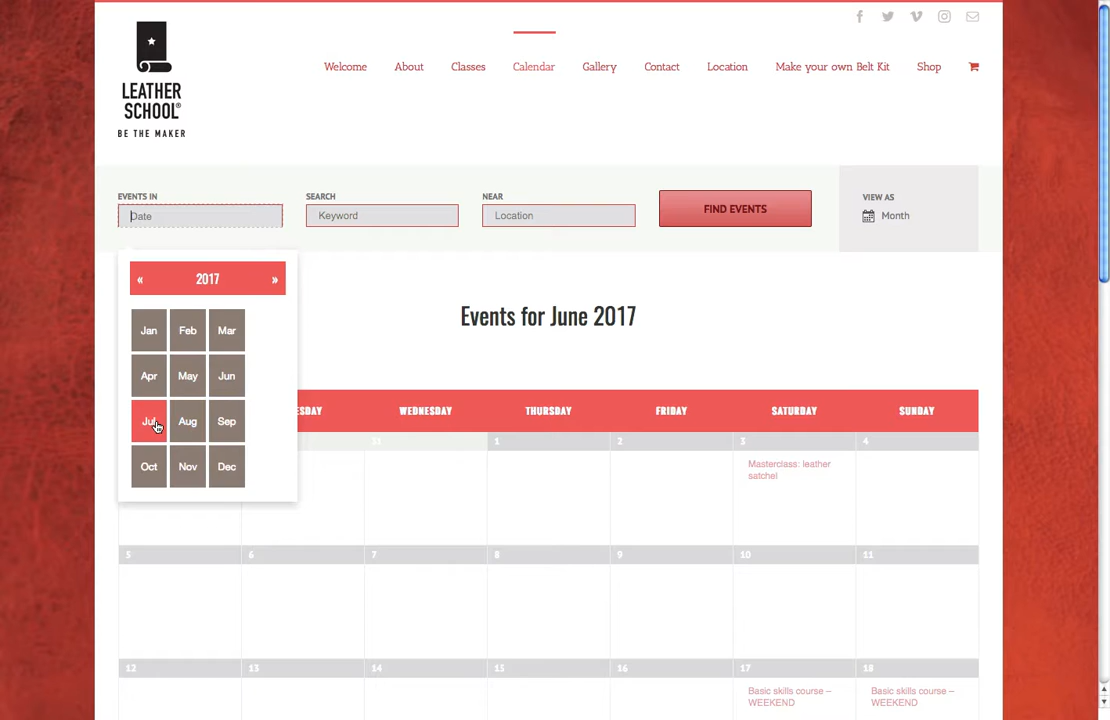 LEATHER
SCHOOL®
BE THE MAKER
Welcome
About
Classes
Calendar
Gallery
Contact
Location
Make your own Belt Kit
Shop
EVENTS IN
Date
SEARCH
Keyword
NEAR
Location
FIND EVENTS
VIEW AS
Month
« 2017 »
Jan Feb Mar
Apr May Jun
Jul Aug Sep
Oct Nov Dec
Events for June 2017
ESDAY WEDNESDAY THURSDAY FRIDAY SATURDAY SUNDAY
31 1 2 3 4
Masterclass: leather
satchel
5 6 7 8 9 10 11
12 13 14 15 16 17 18
Basic skills course –
WEEKEND
Basic skills course –
WEEKEND